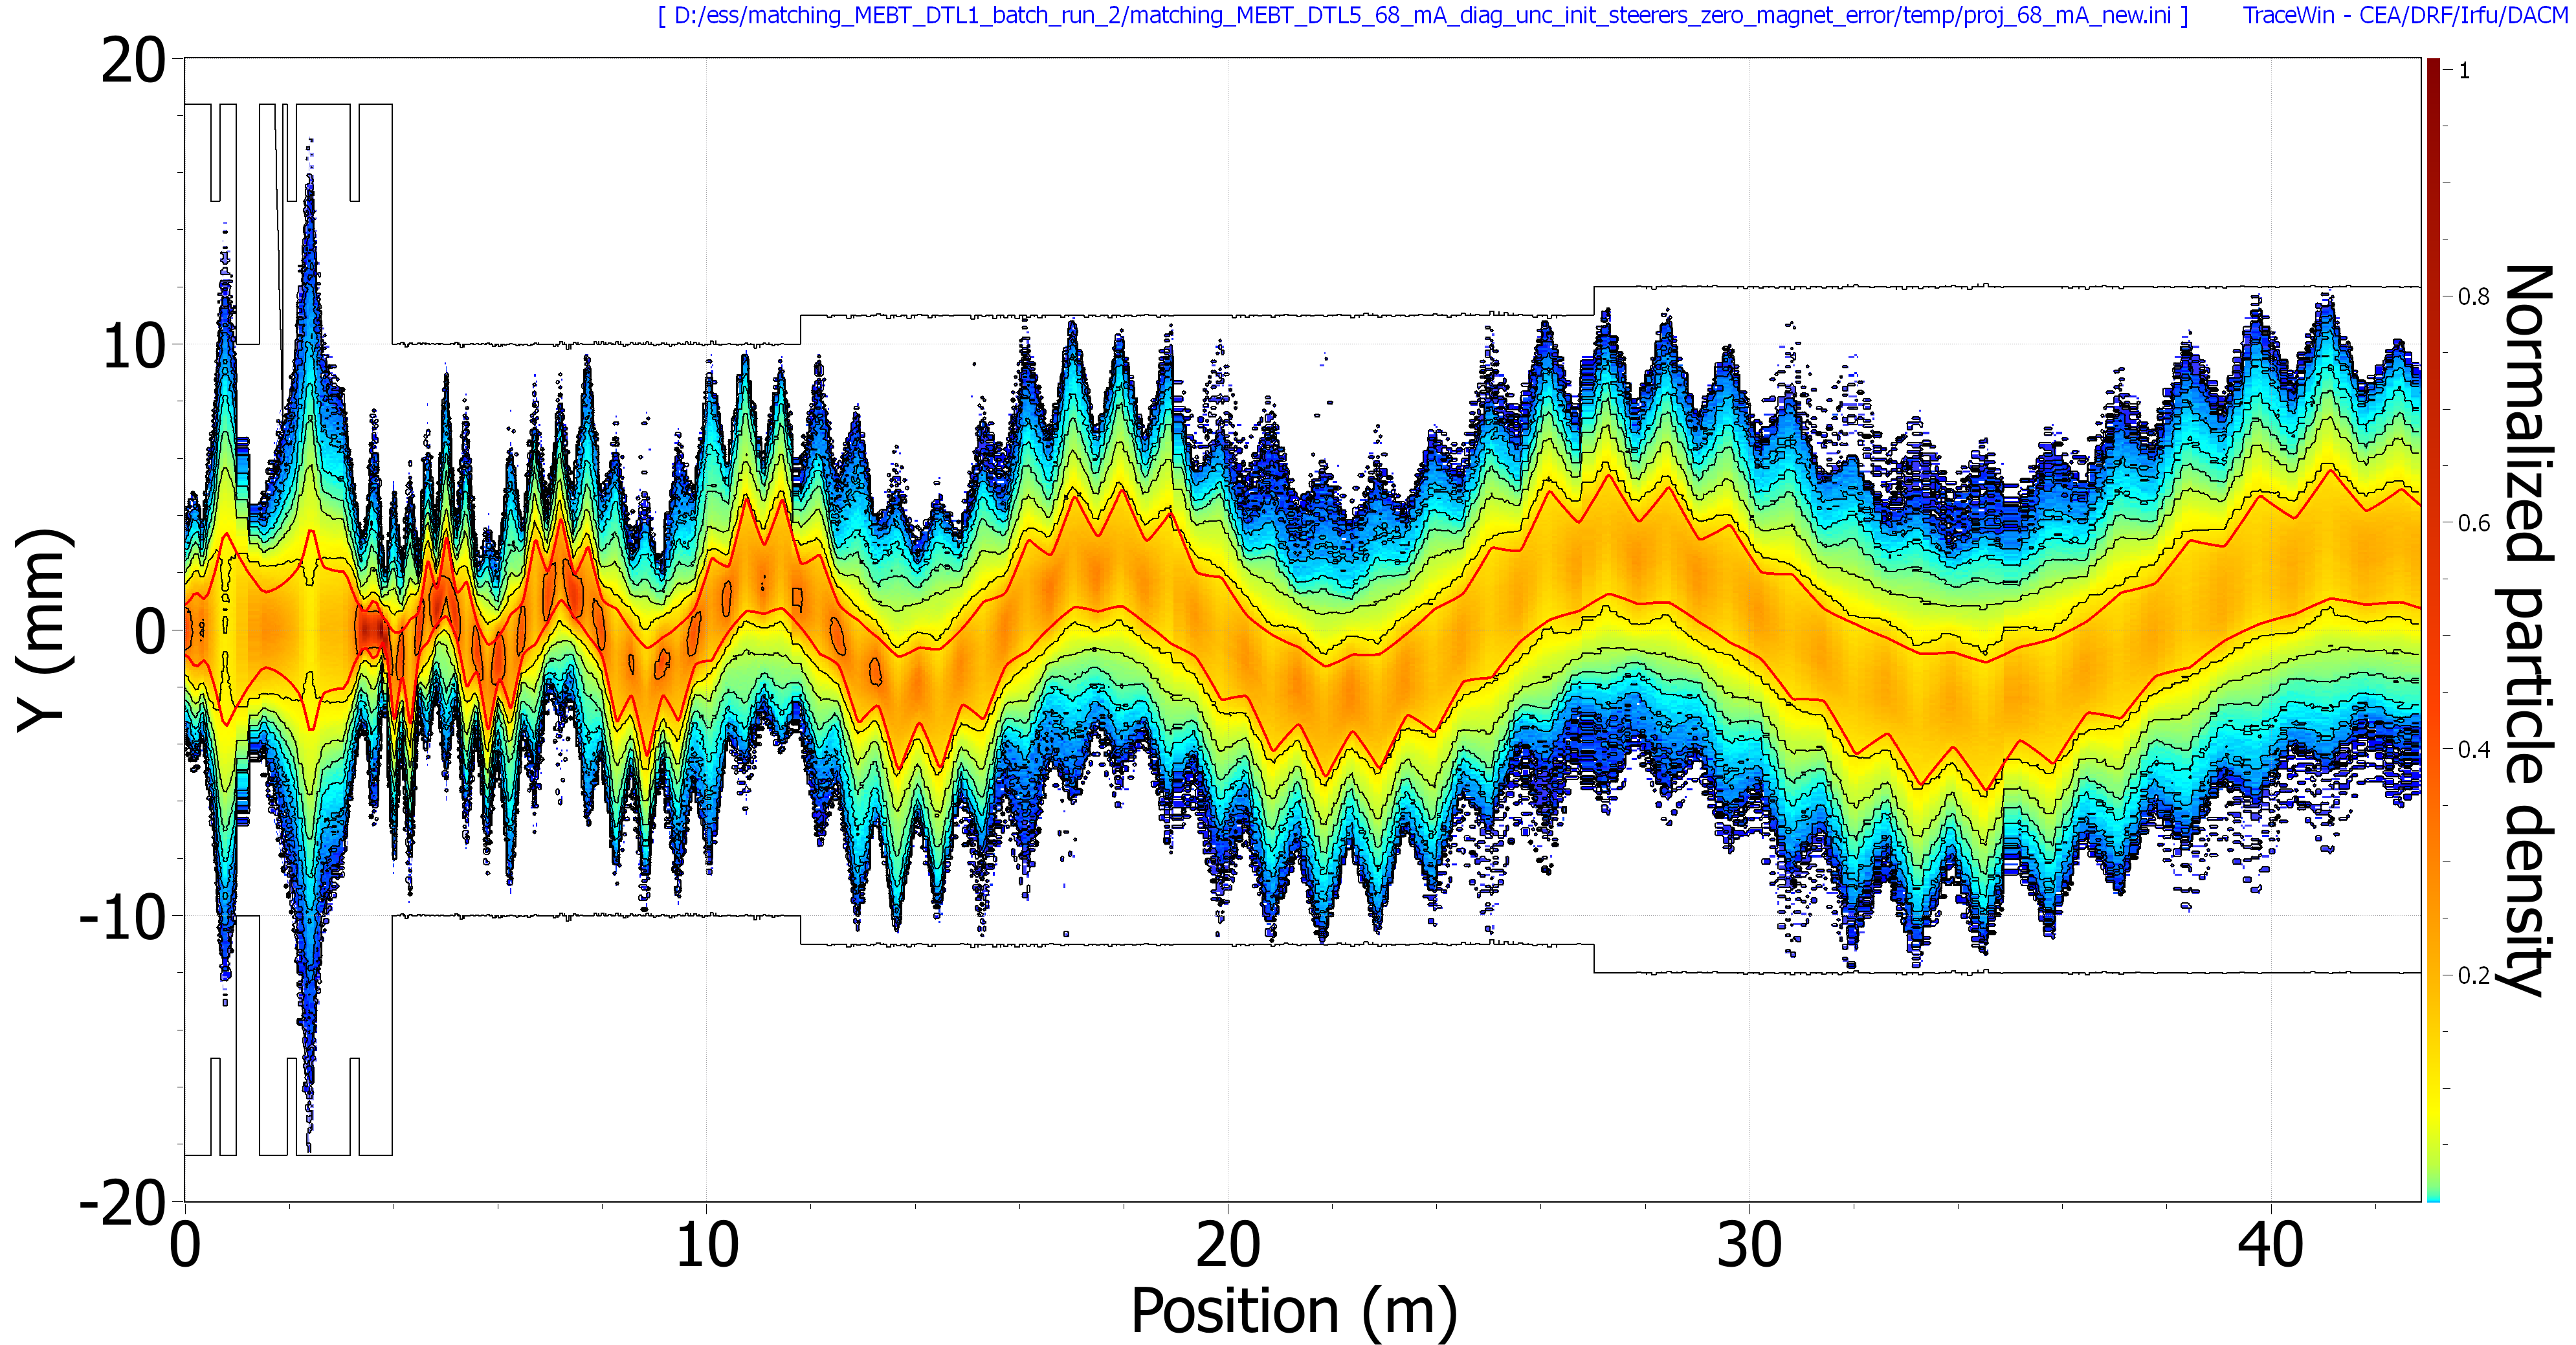 [ D:/ess/matching_MEBT_DTL1_batch_run_2/matching_MEBT_DTL5_68_mA_diag_unc_init_steerers_zero_magnet_error/temp/proj_68_mA_new.ini ] TraceWin - CEA/DRF/Irfu/DACM
20
10
0
-10
-20
Y (mm)
0 10 20 30 40
Position (m)
1
0.8
0.6
0.4
0.2
Normalized particle density